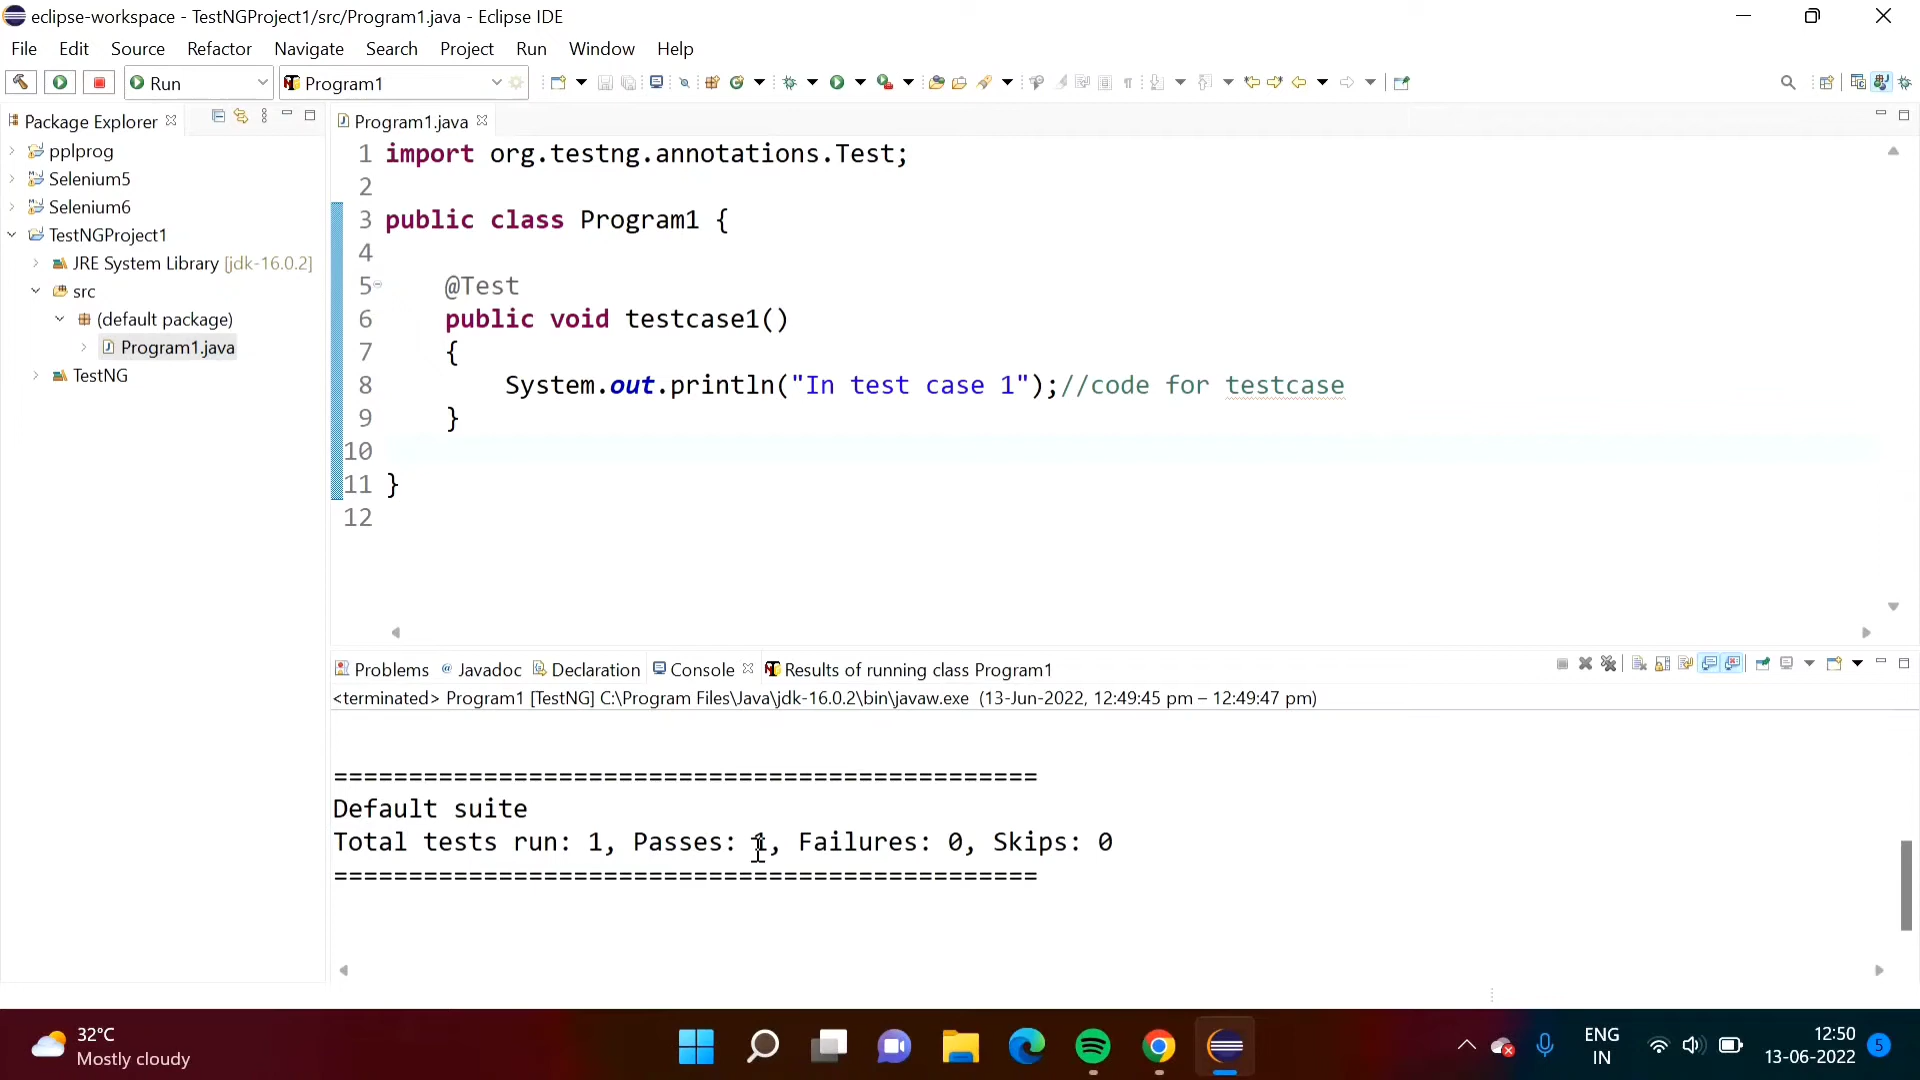 eclipse-workspace - TestNGProject1/src/Program1.java - Eclipse IDE
File Edit Source Refactor Navigate Search Project Run Window Help
Run Program1
Package Explorer
pplprog
Selenium5
Selenium6
TestNGProject1
JRE System Library [jdk-16.0.2]
src
(default package)
Program1.java
TestNG
Program1.java
1 import org.testng.annotations.Test;
2
3 public class Program1 {
4
5 @Test
6 public void testcase1()
7 {
8 System.out.println("In test case 1");//code for testcase
9 }
10
11 }
12
Problems Javadoc Declaration Console Results of running class Program1
<terminated> Program1 [TestNG] C:\Program Files\Java\jdk-16.0.2\bin\javaw.exe (13-Jun-2022, 12:49:45 pm – 12:49:47 pm)
===============================================
Default suite
Total tests run: 1, Passes: 1, Failures: 0, Skips: 0
===============================================
32°C
Mostly cloudy
ENG
IN
12:50
13-06-2022
5